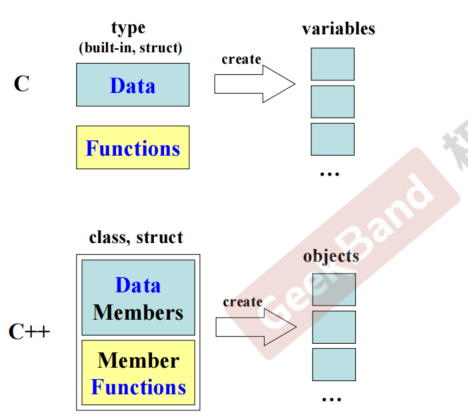 type
(built-in, struct)
variables
C
create
Data
Functions
...
class, struct
objects
C++
create
Data
Members
Member
Functions
...
GeekBand